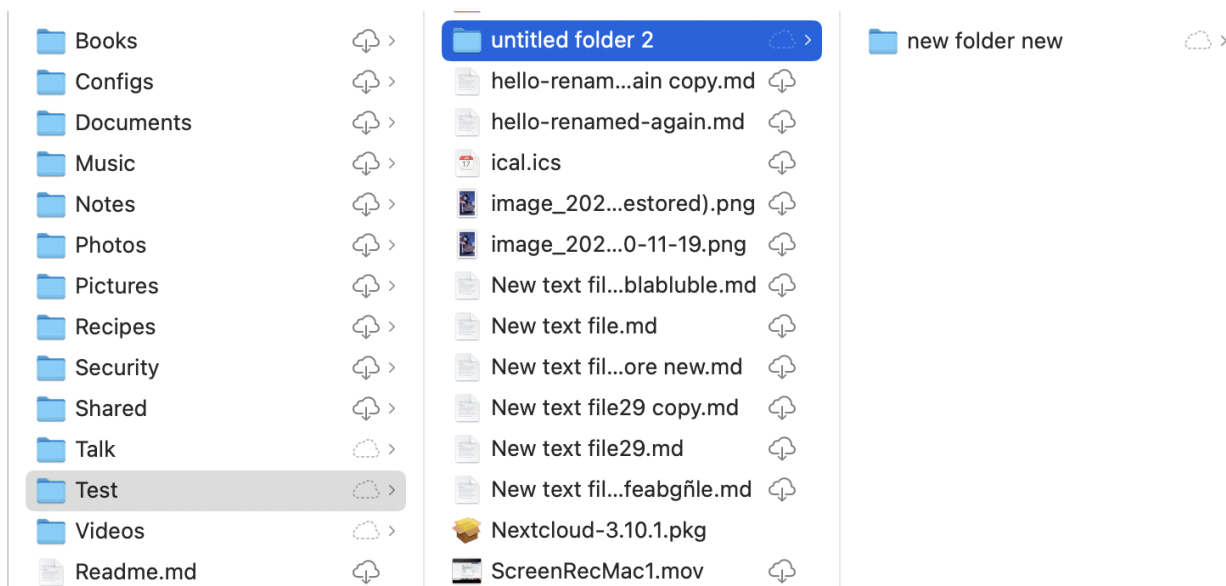 Books
Configs
Documents
Music
Notes
Photos
Pictures
Recipes
Security
Shared
Talk
Test
Videos
Readme.md
untitled folder 2
hello-renam...ain copy.md
hello-renamed-again.md
17
ical.ics
image_202...estored).png
image_202...0-11-19.png
New text fil...blabluble.md
New text file.md
New text fil...ore new.md
New text file29 copy.md
New text file29.md
New text fil...feabgñle.md
Nextcloud-3.10.1.pkg
ScreenRecMac1.mov
new folder new